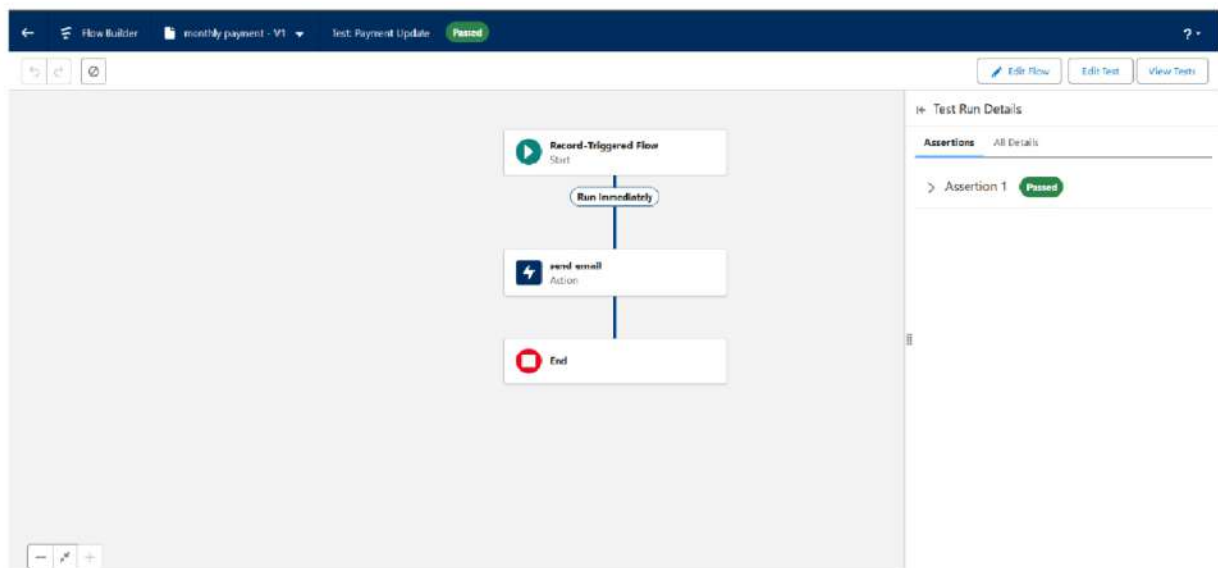 Flow Builder monthly payment - V1 Test: Payment Update Passed ?
Edit Flow Edit Test View Tests
Test Run Details
Assertions All Details
Assertion 1 Passed
Record-Triggered Flow
Start
Run Immediately
send email
Action
End